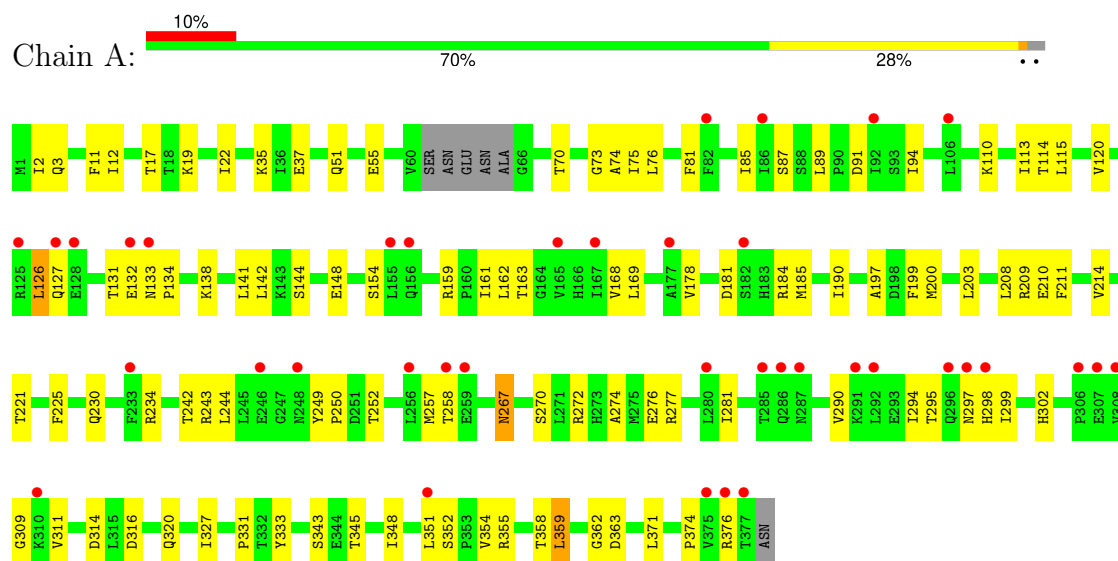 10%
Chain A:
70% 28% • •
M1 I2 Q3 F11 I12 T17 T18 K19 I22 K35 I36 E37 Q51 E55 V60 SER ASN GLU ASN ALA G66 T70 G73 A74 I75 L76 F81 F82 I85 I86 S87 S88 L89 P90 D91 I92 S93 I94 L106 K110 I113 T114 L115 V120
R125 L126 Q127 E128 T131 E132 N133 P134 K138 L141 L142 K143 S144 E148 S154 L155 Q156 R159 P160 I161 L162 T163 G164 V165 H166 I167 V168 L169 A177 V178 D181 S182 H183 R184 M185 I190 A197 D198 F199 M200 L203 L208 R209 E210 F211 V214
T221 F225 Q230 F233 R234 T242 R243 L244 L245 E246 G247 N248 Y249 P250 D251 T252 L256 M257 T258 E259 N267 S270 L271 R272 H273 A274 M275 E276 R277 L280 I281 T285 Q286 N287 V290 K291 L292 E293 I294 T295 Q296 N297 H298 I299 H302 P306 E307
G309 K310 V311 D314 L315 D316 Q320 I327 P331 T332 Y333 S343 E344 T345 I348 L351 S352 P353 V354 R355 T358 L359 G362 D363 L371 P374 V375 R376 T377 ASN